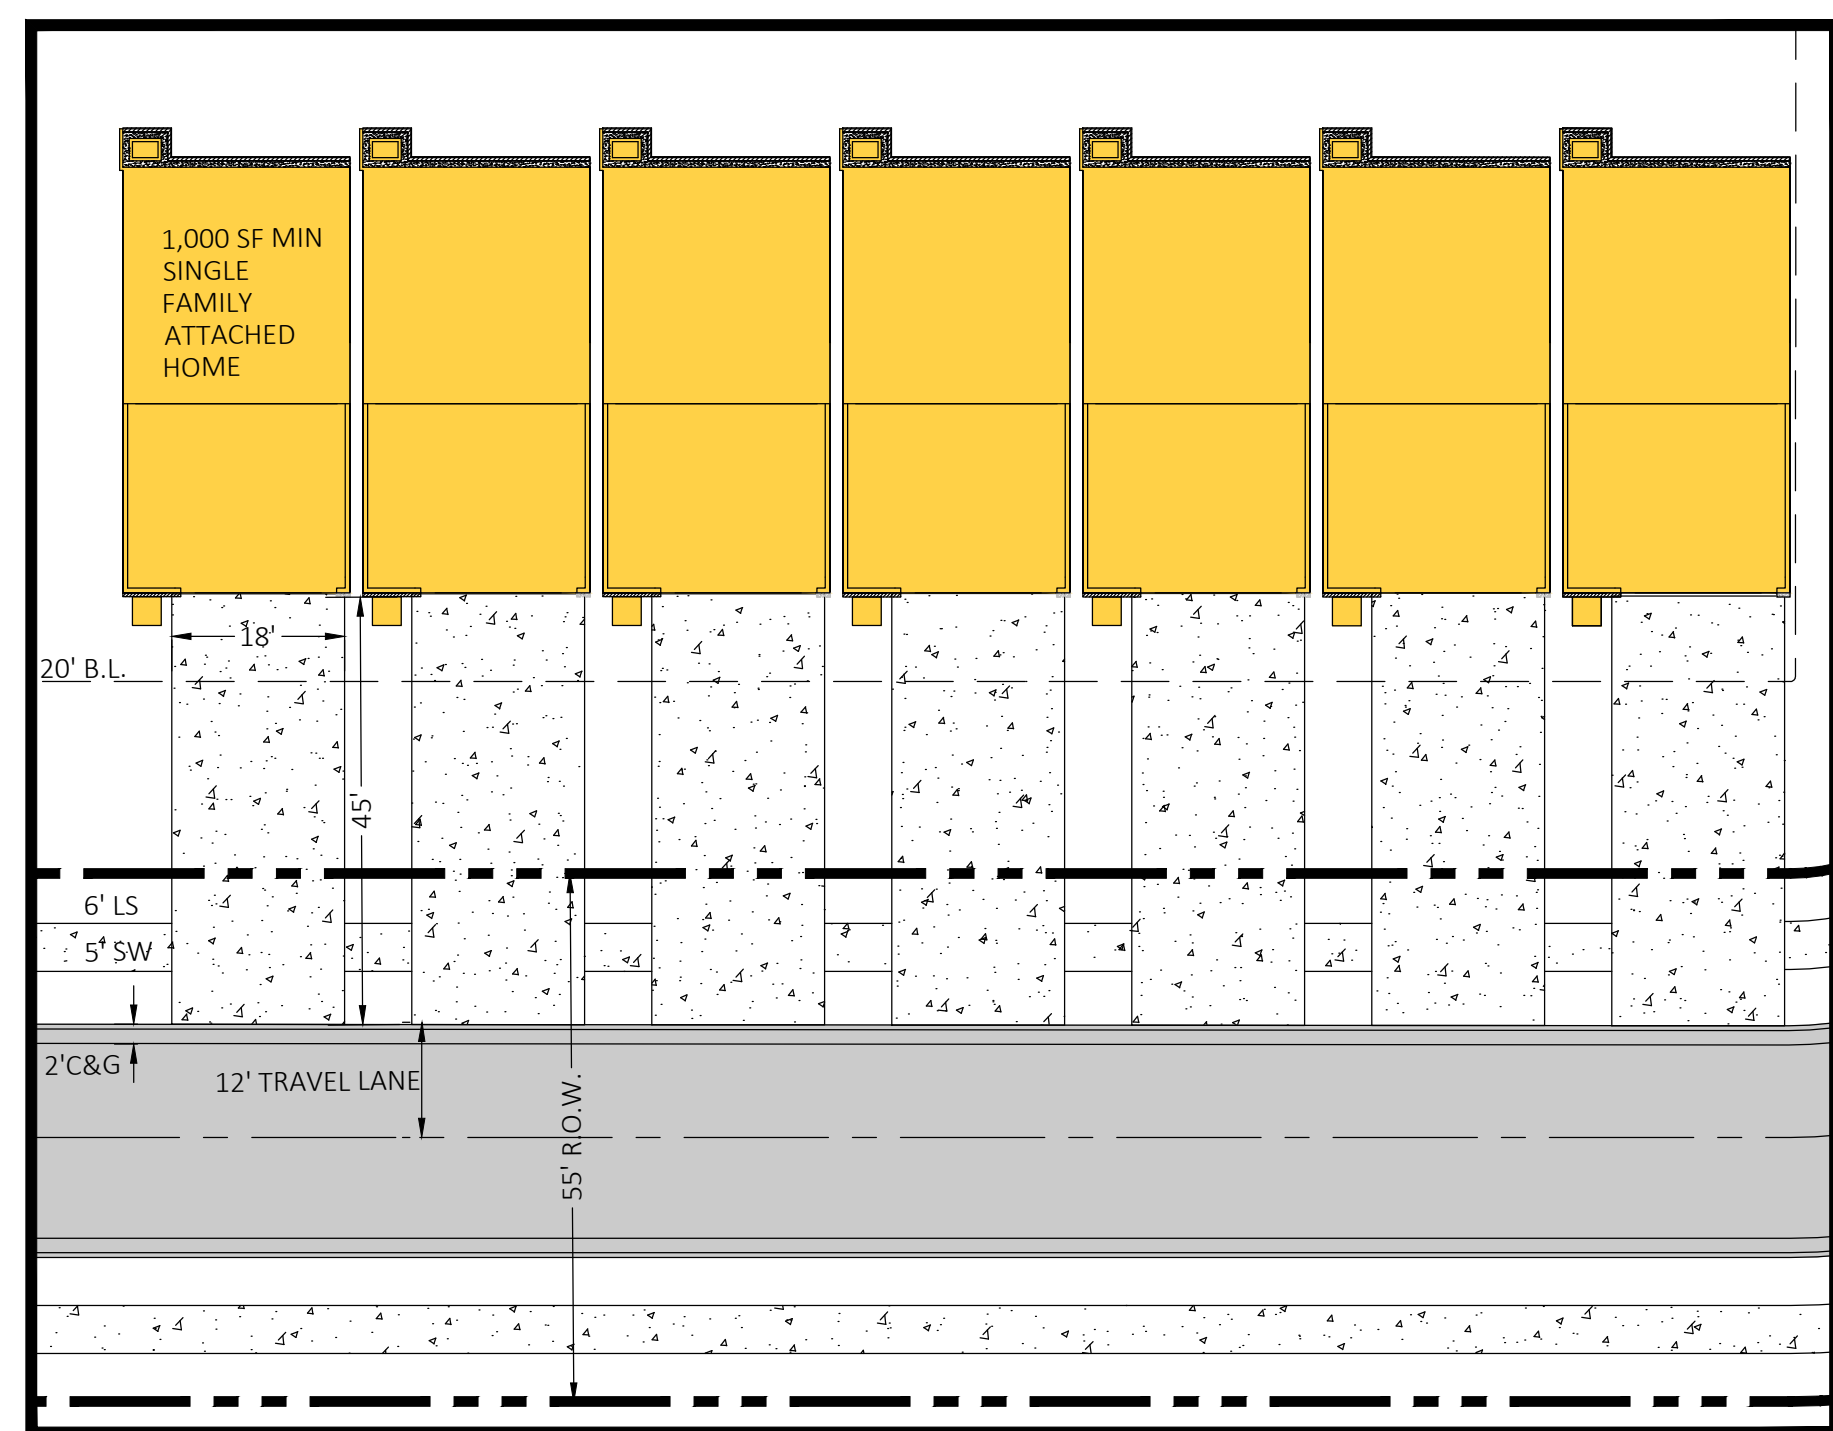 1,000 SF MIN
SINGLE
FAMILY
ATTACHED
HOME
18'
20' B.L.
45'
6' LS
5' SW
2'C&G
12' TRAVEL LANE
55' R.O.W.